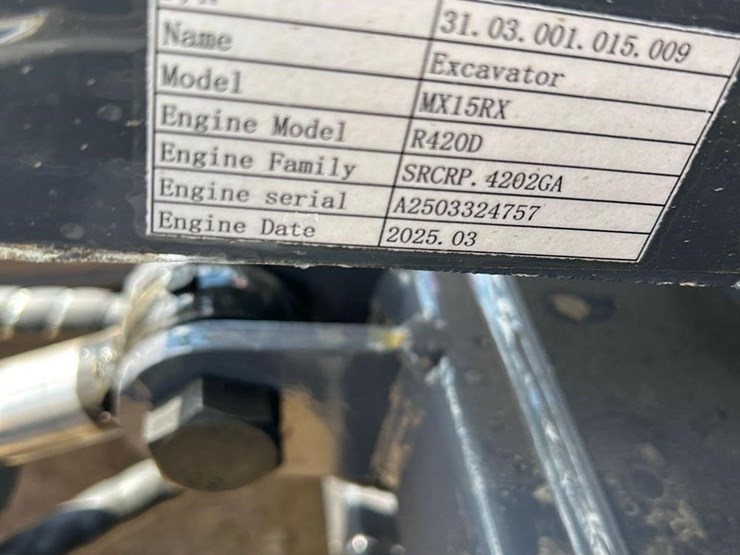 31.03.001.015.009
Name Excavator
Model MX15RX
Engine Model R420D
Engine Family SRCRP.4202GA
Engine serial A2503324757
Engine Date 2025.03